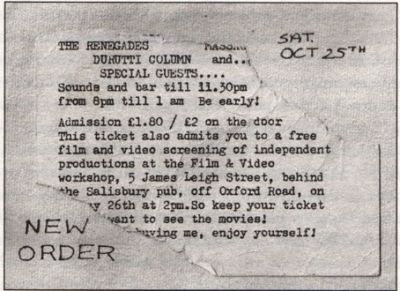 THE RENEGADES
SAT.
OCT 25TH
DURUTTI COLUMN and..
SPECIAL GUESTS....
Sounds and bar till 11.30pm
from 8pm till 1 am Be early!
Admission £1.80 / £2 on the door
This ticket also admits you to a free
film and video screening of independent
productions at the Film & Video
workshop, 5 James Leigh Street, behind
the Salisbury pub, off Oxford Road, on
26th at 2pm.So keep your ticket
want to see the movies!
buying me, enjoy yourself!
NEW
ORDER